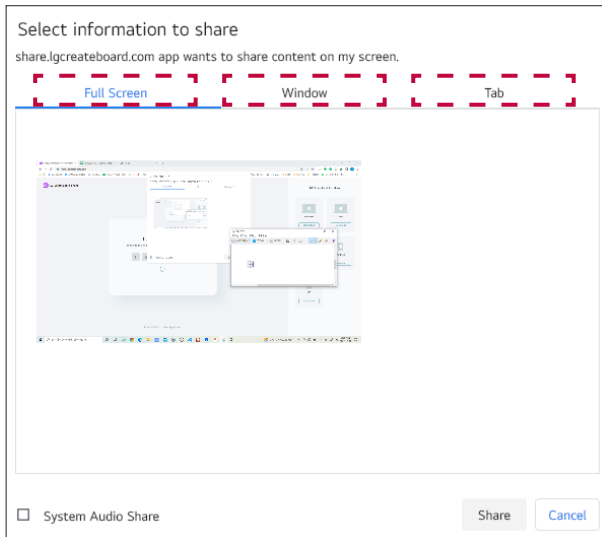 Select information to share
share.lgcreateboard.com app wants to share content on my screen.
Full Screen
Window
Tab
System Audio Share
Share
Cancel